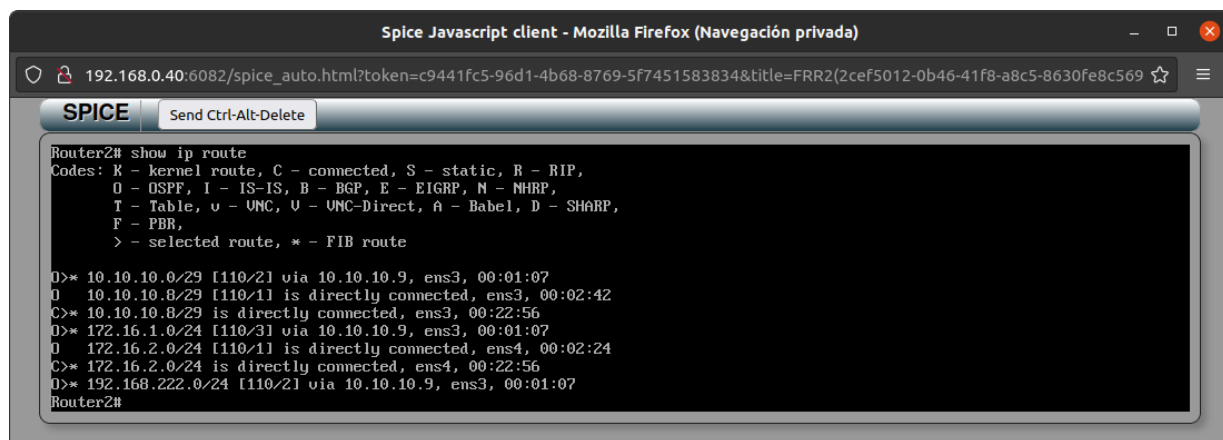 Spice Javascript client - Mozilla Firefox (Navegación privada)
192.168.0.40:6082/spice_auto.html?token=c9441fc5-96d1-4b68-8769-5f7451583834&title=FRR2(2cef5012-0b46-41f8-a8c5-8630fe8c569
SPICE Send Ctrl-Alt-Delete
Router2# show ip route
Codes: K - kernel route, C - connected, S - static, R - RIP,
O - OSPF, I - IS-IS, B - BGP, E - EIGRP, N - NHRP,
T - Table, v - VNC, V - VNC-Direct, A - Babel, D - SHARP,
F - PBR,
> - selected route, * - FIB route
O>* 10.10.10.0/29 [110/2] via 10.10.10.9, ens3, 00:01:07
O 10.10.10.8/29 [110/1] is directly connected, ens3, 00:02:42
C>* 10.10.10.8/29 is directly connected, ens3, 00:22:56
O>* 172.16.1.0/24 [110/3] via 10.10.10.9, ens3, 00:01:07
O 172.16.2.0/24 [110/1] is directly connected, ens4, 00:02:24
C>* 172.16.2.0/24 is directly connected, ens4, 00:22:56
O>* 192.168.222.0/24 [110/2] via 10.10.10.9, ens3, 00:01:07
Router2#